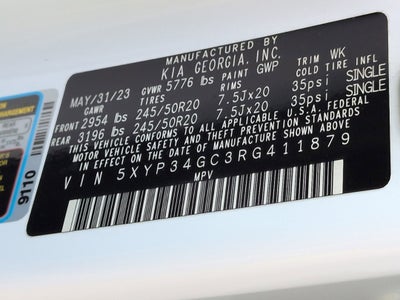 MANUFACTURED BY
KIA GEORGIA, INC.
MAY/31/23 GVWR 5776 lbs PAINT GWP TRIM WK
GAWR TIRES RIMS COLD TIRE INFL
FRONT 2954 lbs 245/50R20 7.5Jx20 35psi SINGLE
REAR 3196 lbs 245/50R20 7.5Jx20 35psi SINGLE
THIS VEHICLE CONFORMS TO ALL APPLICABLE U.S.A. FEDERAL
MOTOR VEHICLE SAFETY AND THEFT PREVENTION STANDARDS
IN EFFECT ON THE DATE OF MANUFACTURE SHOWN ABOVE.
VIN 5XYP34GC3RG411879
MPV
9110